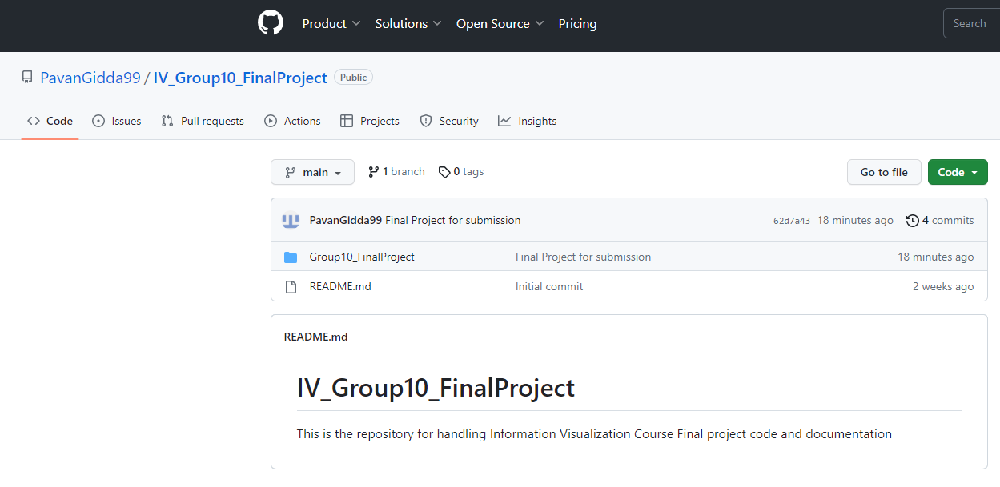 Product Solutions Open Source Pricing Search
PavanGidda99 / IV_Group10_FinalProject Public
Code Issues Pull requests Actions Projects Security Insights
main 1 branch 0 tags Go to file Code
PavanGidda99 Final Project for submission 62d7a43 18 minutes ago 4 commits
Group10_FinalProject Final Project for submission 18 minutes ago
README.md Initial commit 2 weeks ago
README.md
IV_Group10_FinalProject
This is the repository for handling Information Visualization Course Final project code and documentation